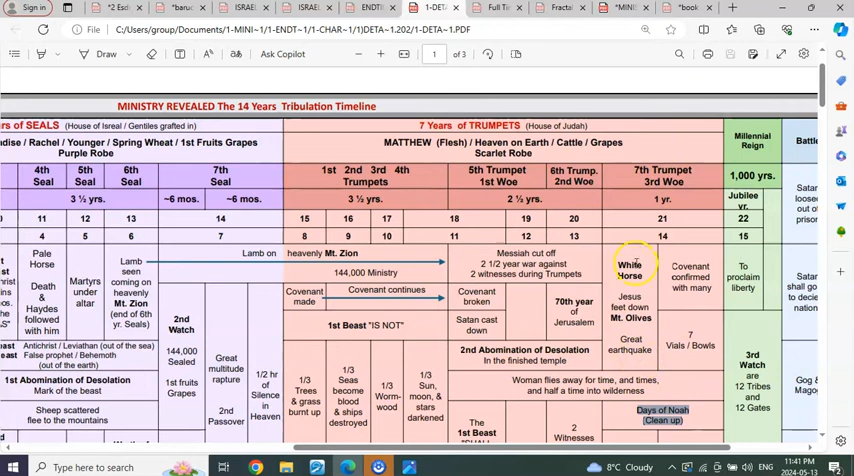 Sign in
*2 Esdi
*baruc
ISRAEL
ISRAEL
ENDTI
1-DETA
Full Tir
Fractal
*MINIS
*book
File
C:/Users/group/Documents/1-MINI~1/1-ENDT~1/1-CHAR~1/1)DETA~1.202/1-DETA~1.PDF
Draw
Ask Copilot
1
of 3
MINISTRY REVEALED The 14 Years Tribulation Timeline
rs of SEALS (House of Isreal / Gentiles grafted in)
7 Years of TRUMPETS (House of Judah)
Millennial
Reign
Battl
dise / Rachel / Younger / Spring Wheat / 1st Fruits Grapes
Purple Robe
MATTHEW (Flesh) / Heaven on Earth / Cattle / Grapes
Scarlet Robe
4th
Seal
5th
Seal
6th
Seal
7th
Seal
1st 2nd 3rd 4th
Trumpets
5th Trumpet
1st Woe
6th Trump.
2nd Woe
7th Trumpet
3rd Woe
1,000 yrs.
3 ½ yrs.
~6 mos.
~6 mos.
3 ½ yrs.
2 ½ yrs.
1 yr.
Jubilee
yr.
11
12
13
14
15
16
17
18
19
20
21
22
4
5
6
7
8
9
10
11
12
13
14
15
Satan
loose
out of
prison
Pale
Horse
Death
&
Haydes
followed
with him
Martyrs
under
altar
Lamb
seen
coming on
heavenly
Mt. Zion
(end of 6th
yr. Seals)
Lamb on heavenly Mt. Zion
144,000 Ministry
Messiah cut off
2 1/2 year war against
2 witnesses during Trumpets
White
Horse
Jesus
feet down
Mt. Olives
Great
earthquake
Covenant
confirmed
with many
7
Vials / Bowls
To
proclaim
liberty
Satan
shall go
to decie
nation
Covenant
made
Covenant continues
Covenant
broken
Satan cast
down
70th year
of
Jerusalem
1st Beast "IS NOT"
2nd
Watch
144,000
Sealed
1st fruits
Grapes
Great
multitude
rapture
2nd
Passover
1/2 hr
of
Silence
in
Heaven
Antichrist / Leviathan (out of the sea)
False prophet / Behemoth
(out of the earth)
1st Abomination of Desolation
Mark of the beast
Sheep scattered
flee to the mountains
1/3
Trees &
grass
burnt up
1/3
Seas
become
blood
& ships
destroyed
1/3
Worm-
wood
1/3
Sun,
moon, &
stars
darkened
2nd Abomination of Desolation
In the finished temple
Woman flies away for time, and times,
and half a time into wilderness
The
1st Beast
2
Witnesses
Days of Noah
(Clean up)
3rd
Watch
are
12 Tribes
and
12 Gates
Gog &
Magog
Type here to search
8°C Cloudy
ENG
11:41 PM
2024-05-13